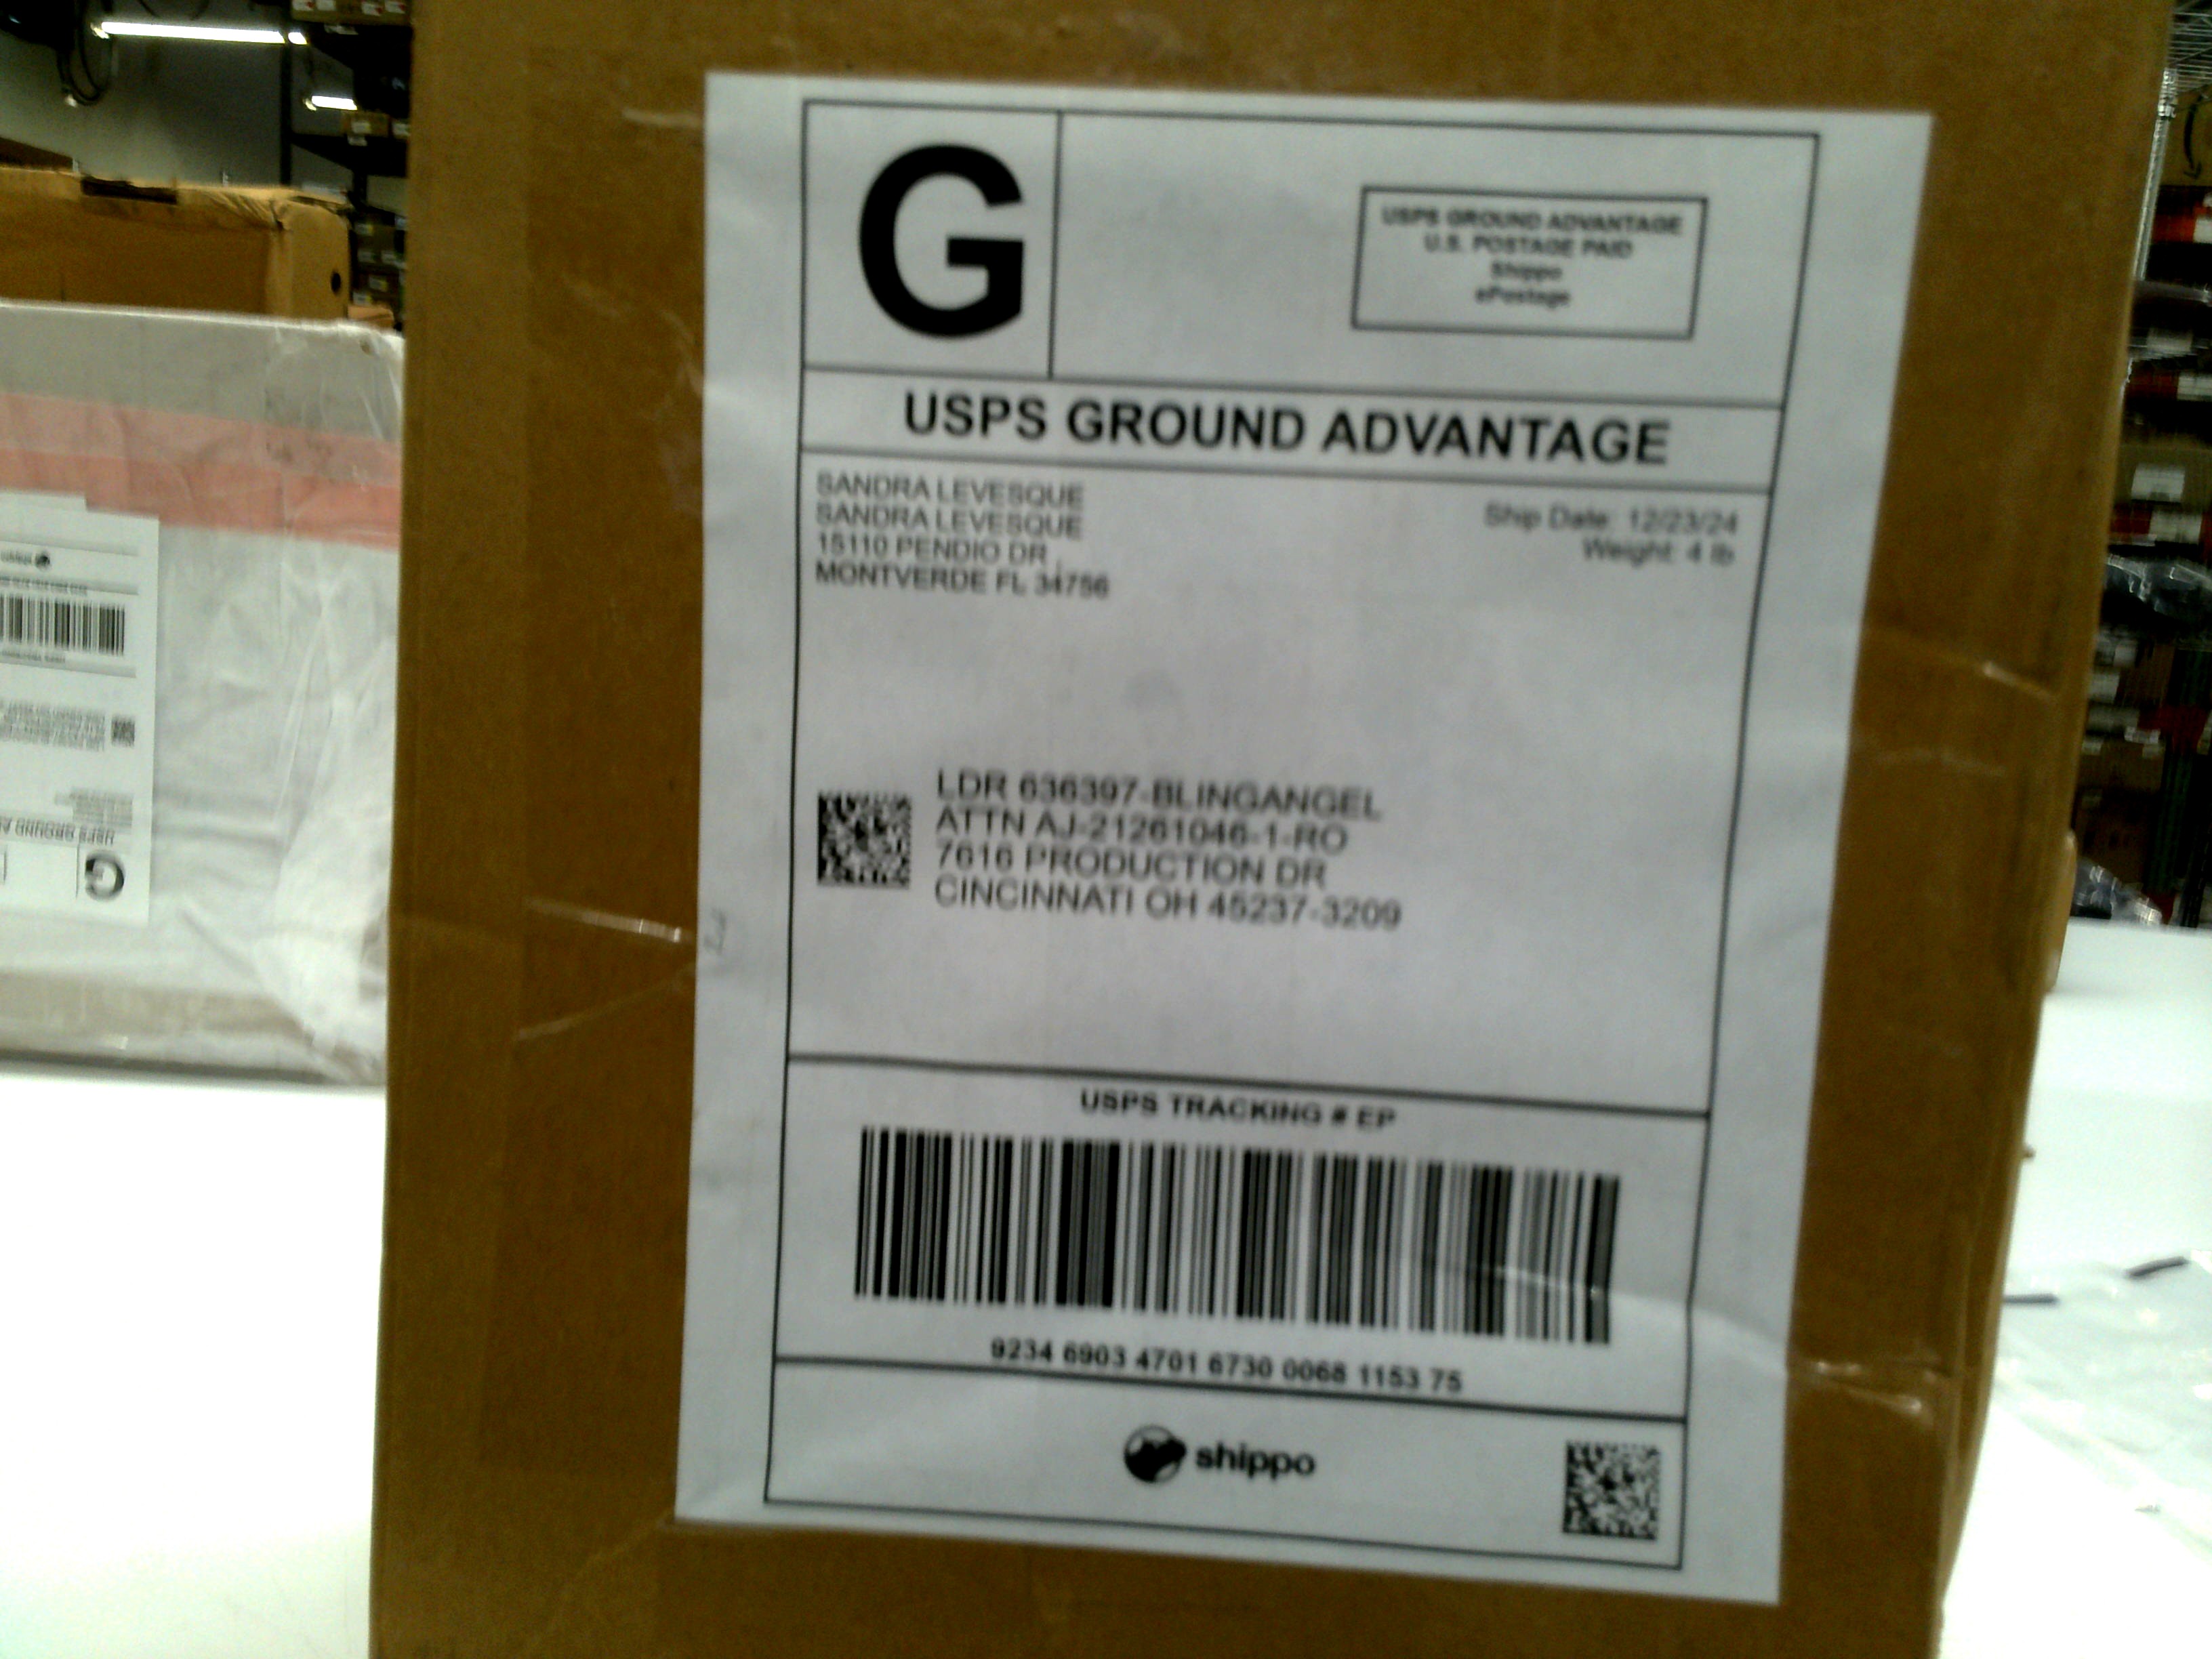 G
USPS GROUND ADVANTAGE
U.S. POSTAGE PAID
Shippo
ePostage
USPS GROUND ADVANTAGE
SANDRA LEVESQUE
SANDRA LEVESQUE
15110 PENDIO DR
MONTVERDE FL 34756
Ship Date: 12/23/24
Weight: 4 lb
LDR 636397-BLINGANGEL
ATTN AJ-21261046-1-RO
7616 PRODUCTION DR
CINCINNATI OH 45237-3209
USPS TRACKING # EP
9234 6903 4701 6730 0068 1153 75
shippo
G